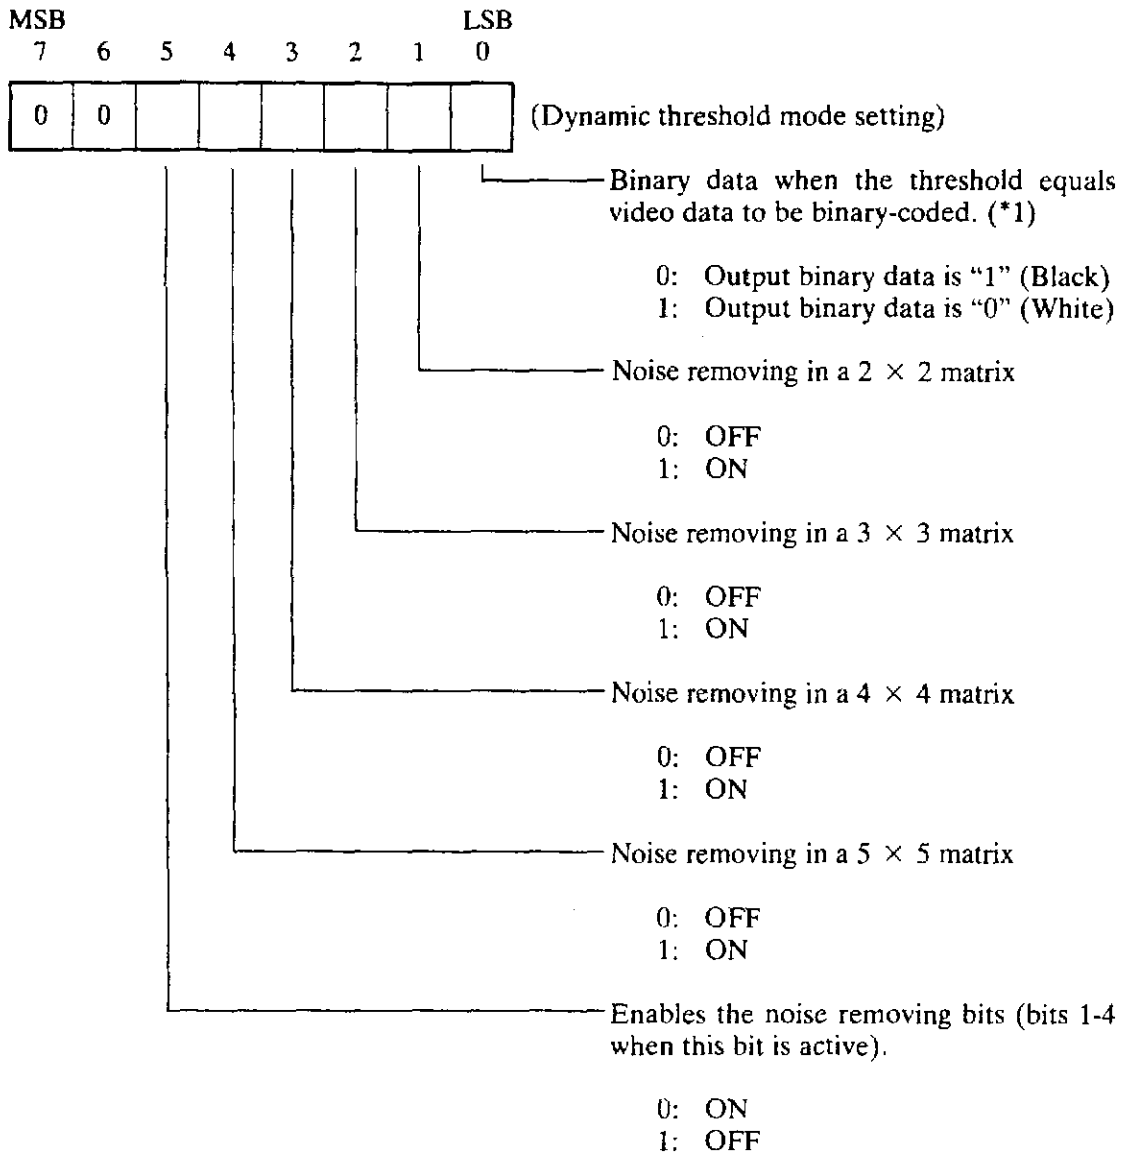 MSB LSB
7 6 5 4 3 2 1 0
0 0 (Dynamic threshold mode setting)
Binary data when the threshold equals
video data to be binary-coded. (*1)
0: Output binary data is “1” (Black)
1: Output binary data is “0” (White)
Noise removing in a 2 × 2 matrix
0: OFF
1: ON
Noise removing in a 3 × 3 matrix
0: OFF
1: ON
Noise removing in a 4 × 4 matrix
0: OFF
1: ON
Noise removing in a 5 × 5 matrix
0: OFF
1: ON
Enables the noise removing bits (bits 1-4
when this bit is active).
0: ON
1: OFF